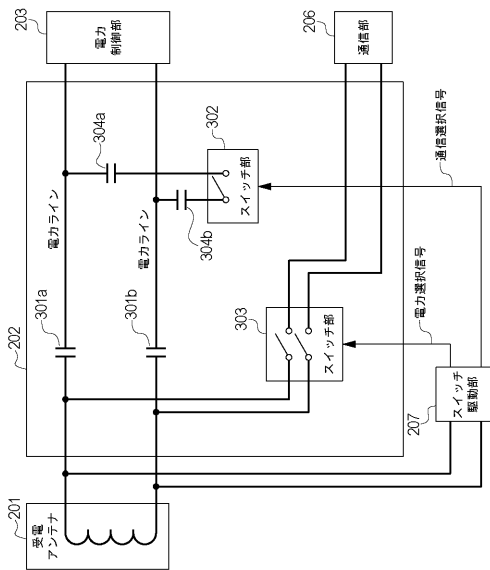 203
電力
制御部
206
通信部
202
304a
電力ライン
302
スイッチ部
304b
電力ライン
301a
301b
303
スイッチ部
通信選択信号
電力選択信号
201
受電
アンテナ
207
スイッチ
駆動部